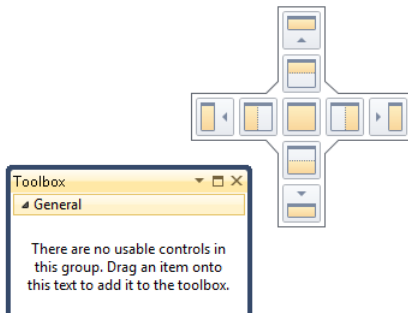 Toolbox
General
There are no usable controls in
this group. Drag an item onto
this text to add it to the toolbox.